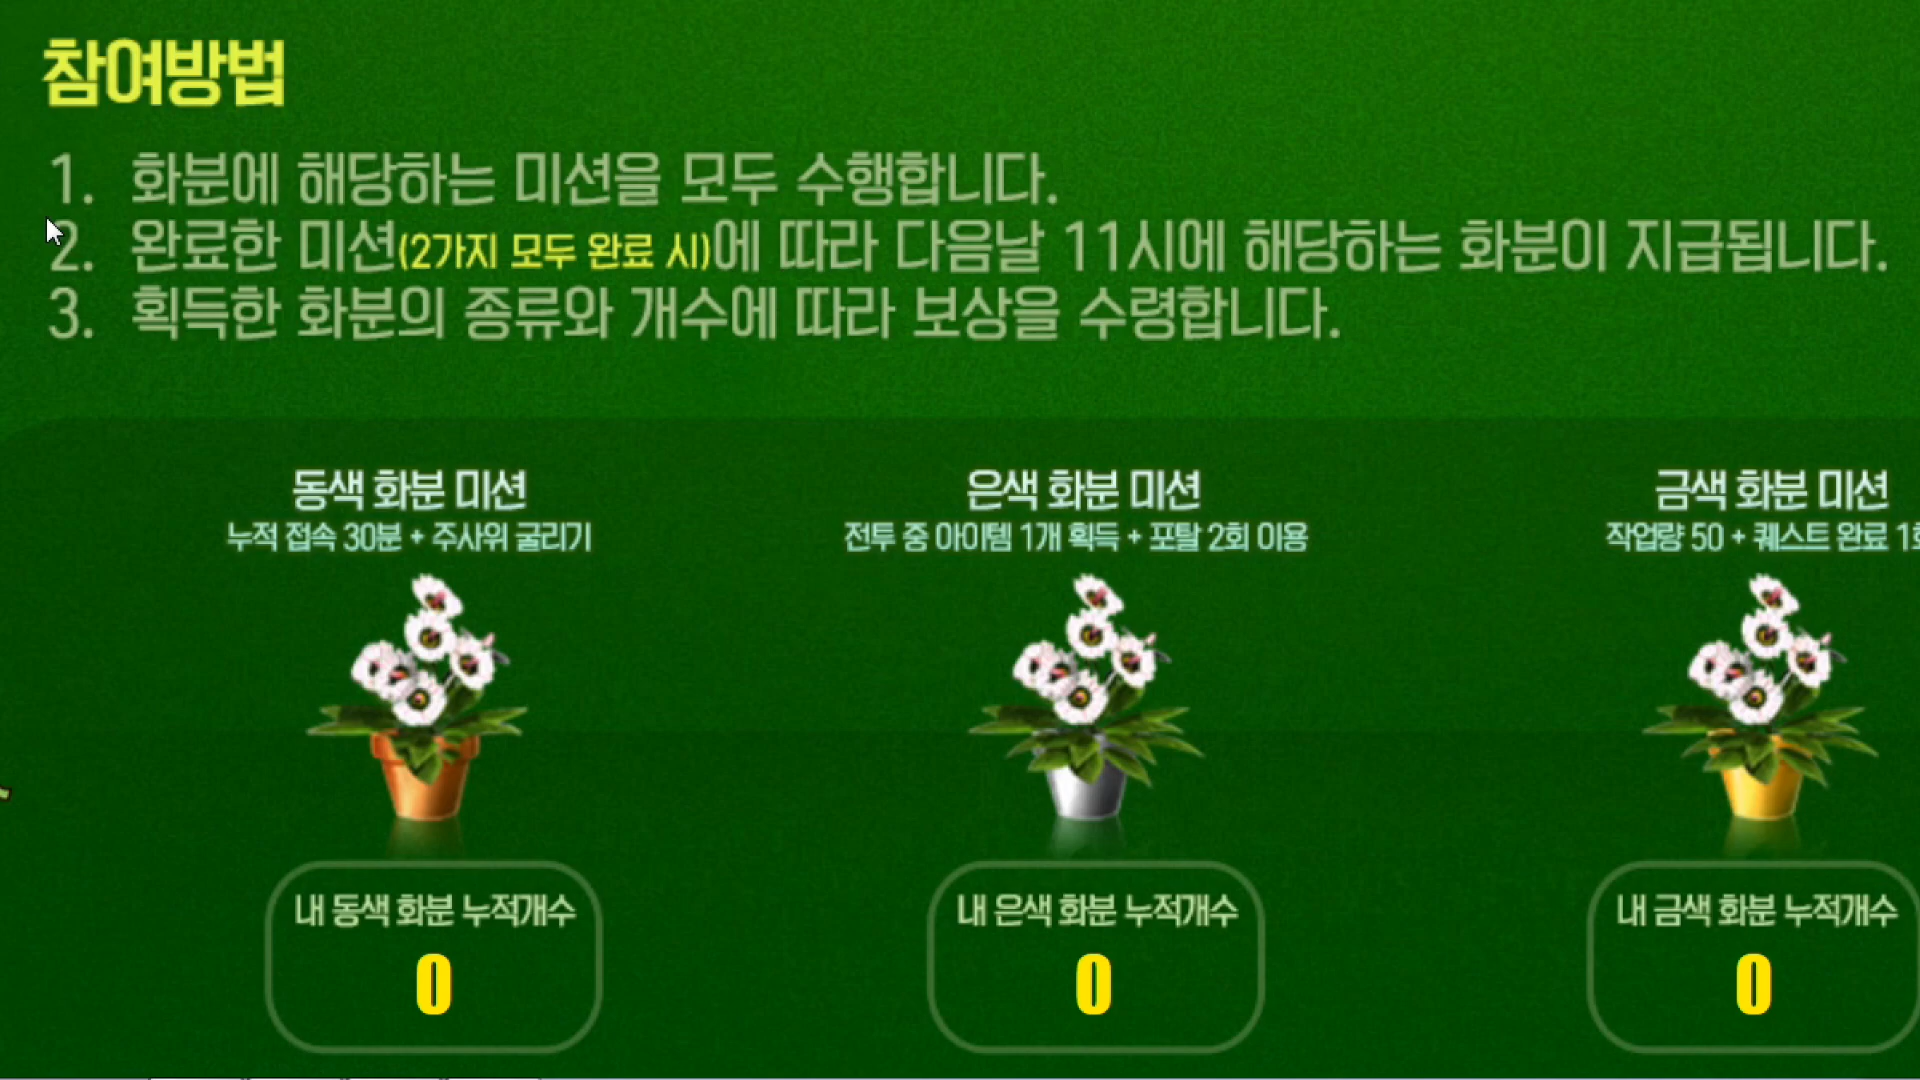 참여방법
1. 화분에 해당하는 미션을 모두 수행합니다.
2. 완료한 미션(2가지 모두 완료 시)에 따라 다음날 11시에 해당하는 화분이 지급됩니다.
3. 획득한 화분의 종류와 개수에 따라 보상을 수령합니다.
동색 화분 미션
누적 접속 30분 + 주사위 굴리기
은색 화분 미션
전투 중 아이템 1개 획득 + 포탈 2회 이용
금색 화분 미션
작업량 50 + 퀘스트 완료
내 동색 화분 누적개수
0
내 은색 화분 누적개수
0
내 금색 화분 누적개수
0